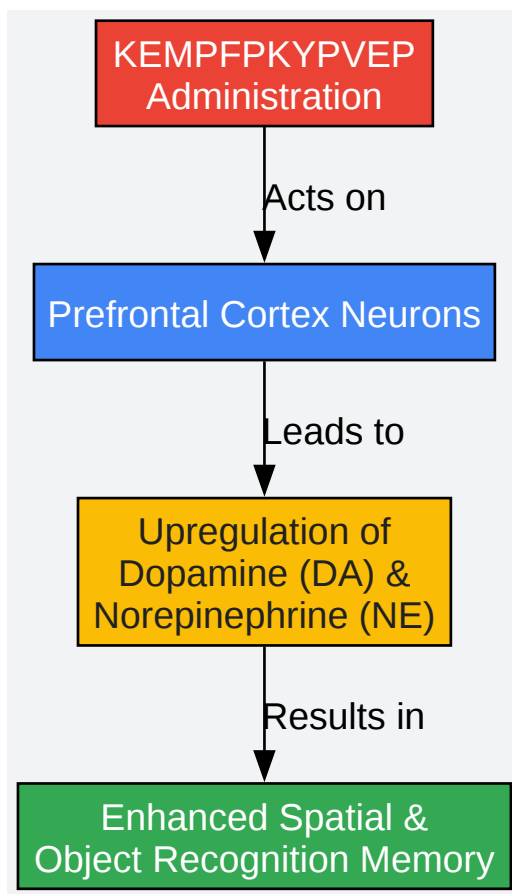 KEMPFPKYPVEP
Administration
Acts on
Prefrontal Cortex Neurons
Leads to
Upregulation of
Dopamine (DA) &
Norepinephrine (NE)
Results in
Enhanced Spatial &
Object Recognition Memory